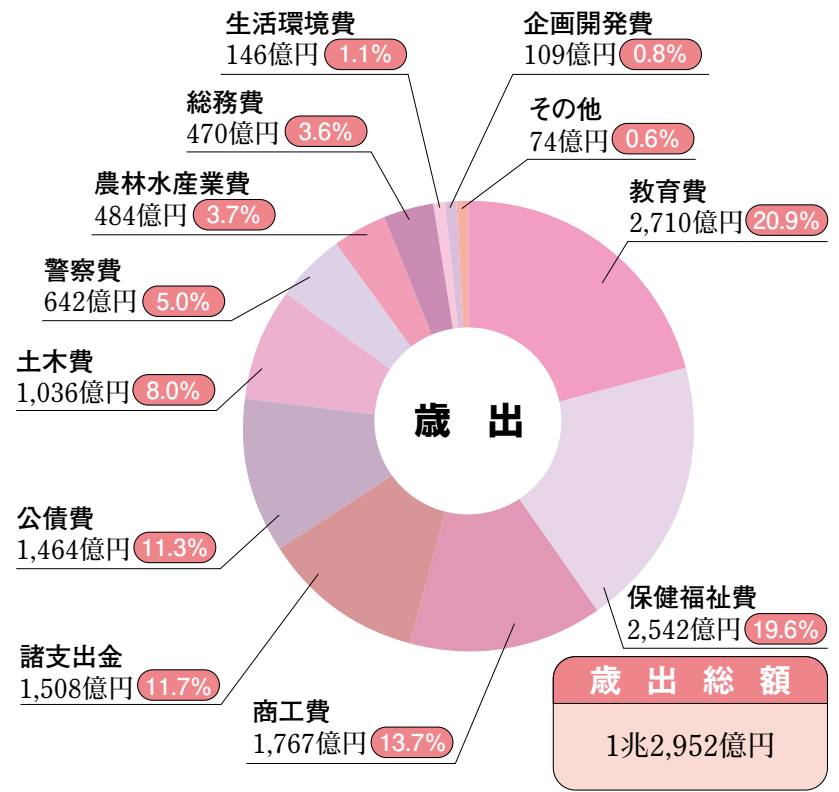 生活環境費
146億円 1.1%
企画開発費
109億円 0.8%
総務費
470億円 3.6%
その他
74億円 0.6%
農林水産業費
484億円 3.7%
教育費
2,710億円 20.9%
警察費
642億円 5.0%
土木費
1,036億円 8.0%
歳 出
公債費
1,464億円 11.3%
保健福祉費
2,542億円 19.6%
諸支出金
1,508億円 11.7%
商工費
1,767億円 13.7%
歳 出 総 額
1兆2,952億円